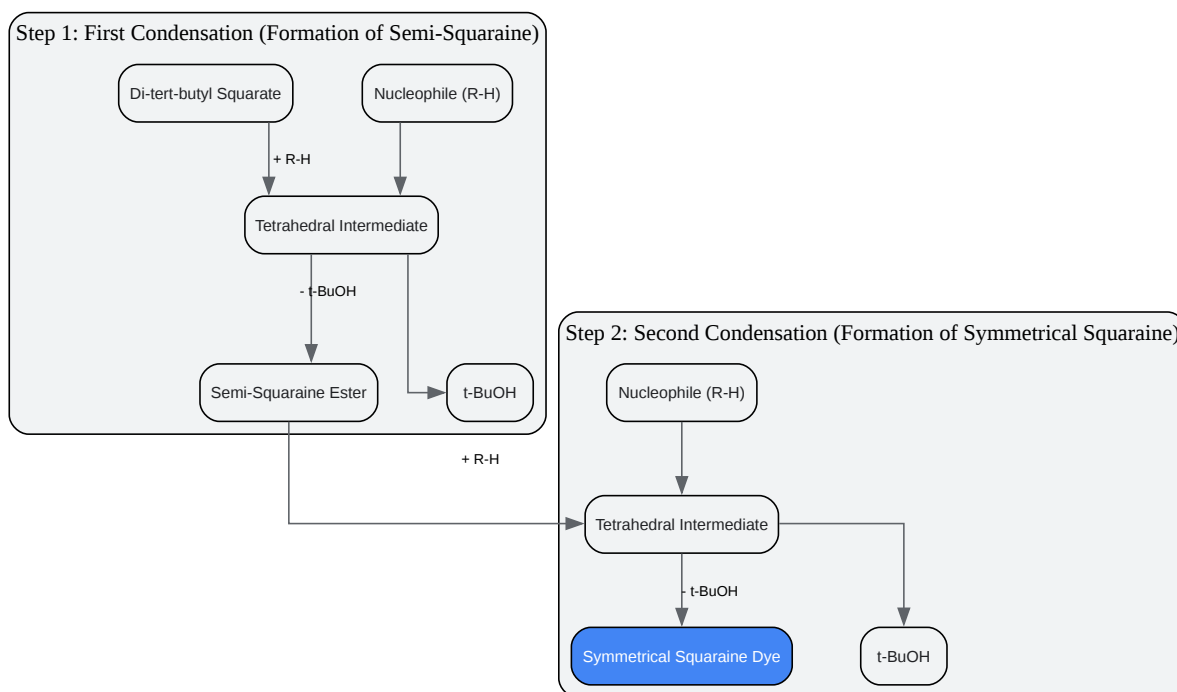 Step 1: First Condensation (Formation of Semi-Squaraine)
Di-tert-butyl Squarate
Nucleophile (R-H)
+ R-H
Tetrahedral Intermediate
- t-BuOH
Semi-Squaraine Ester
t-BuOH
+ R-H
Step 2: Second Condensation (Formation of Symmetrical Squaraine)
Nucleophile (R-H)
Tetrahedral Intermediate
- t-BuOH
Symmetrical Squaraine Dye
t-BuOH